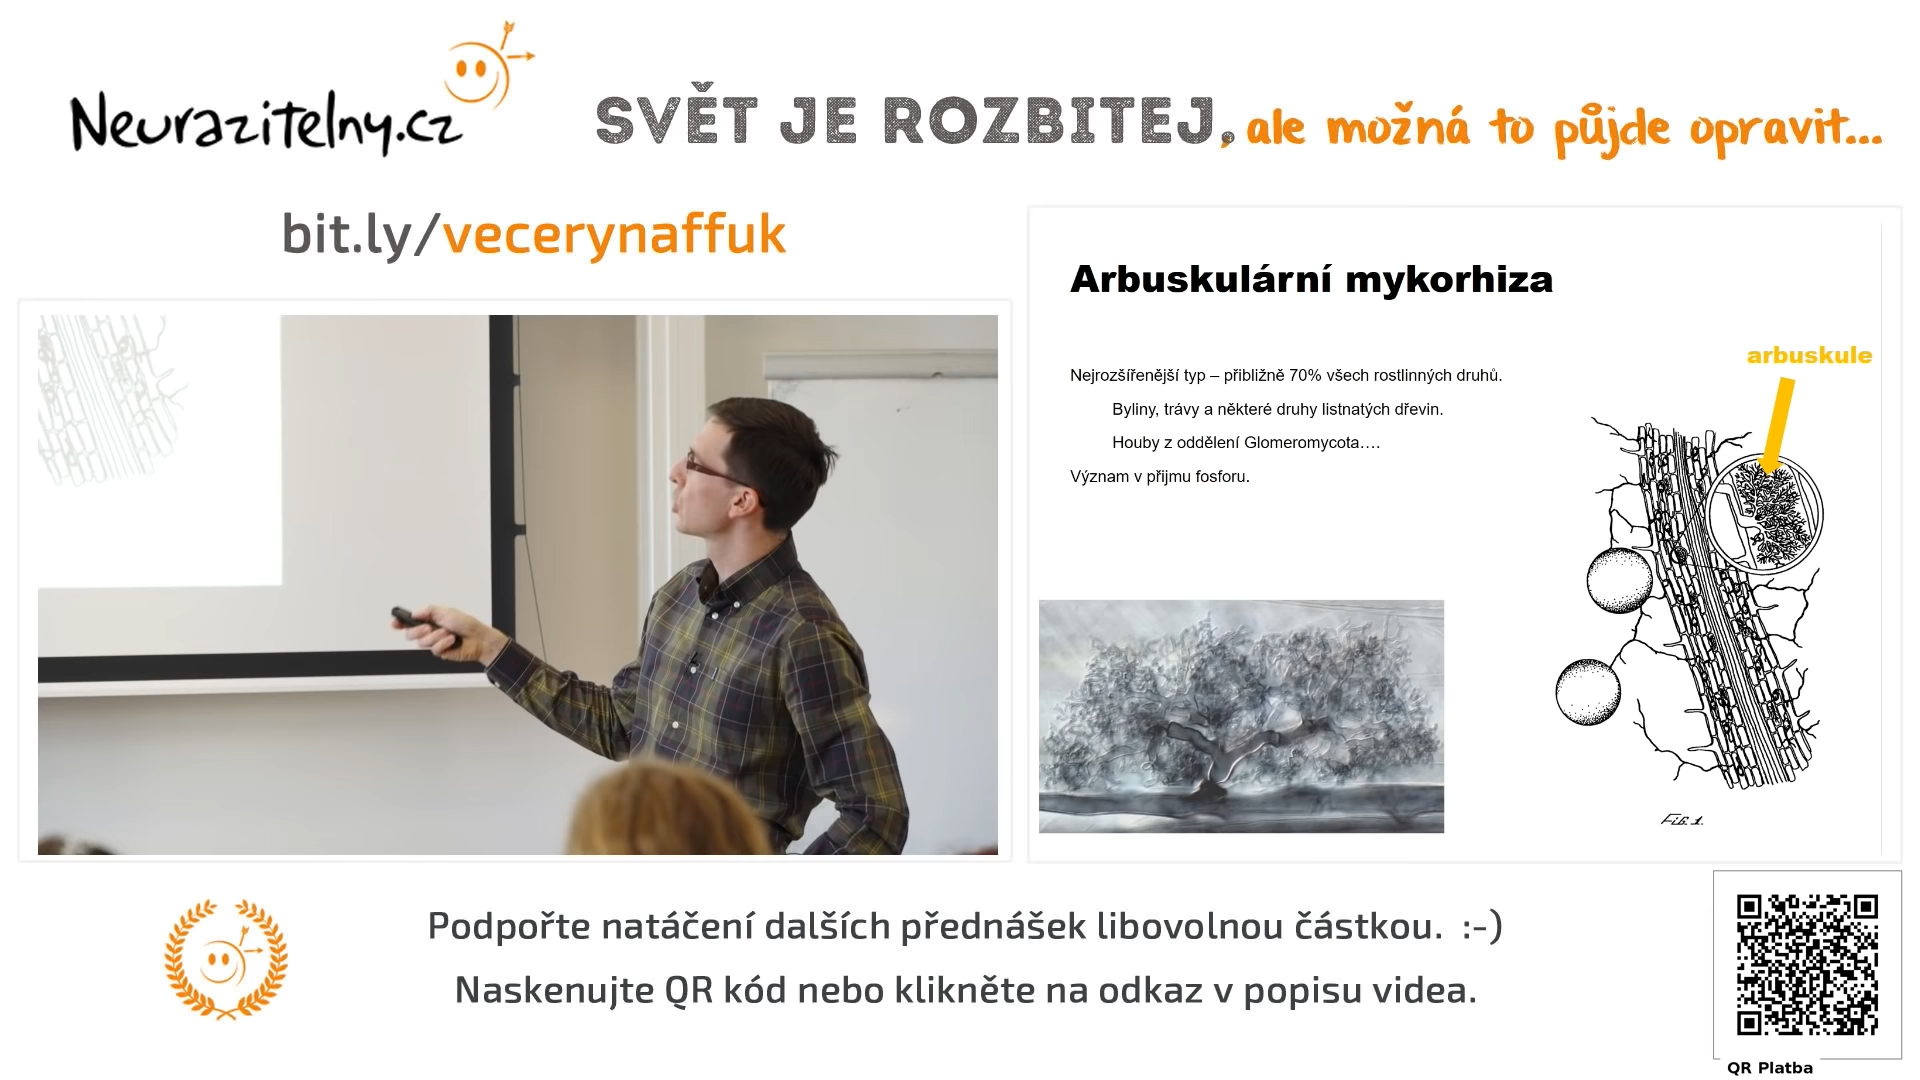 Neurazitelny.cz
SVĚT JE ROZBITEJ, ale možná to půjde opravit...
bit.ly/vecerynaffuk
Arbuskulární mykorhiza
arbuskule
Nejrozšířenější typ – přibližně 70% všech rostlinných druhů.
Byliny, trávy a některé druhy listnatých dřevin.
Houby z oddělení Glomeromycota….
Význam v přijmu fosforu.
FIG. 1.
Podpořte natáčení dalších přednášek libovolnou částkou. :-)
Naskenujte QR kód nebo klikněte na odkaz v popisu videa.
QR Platba